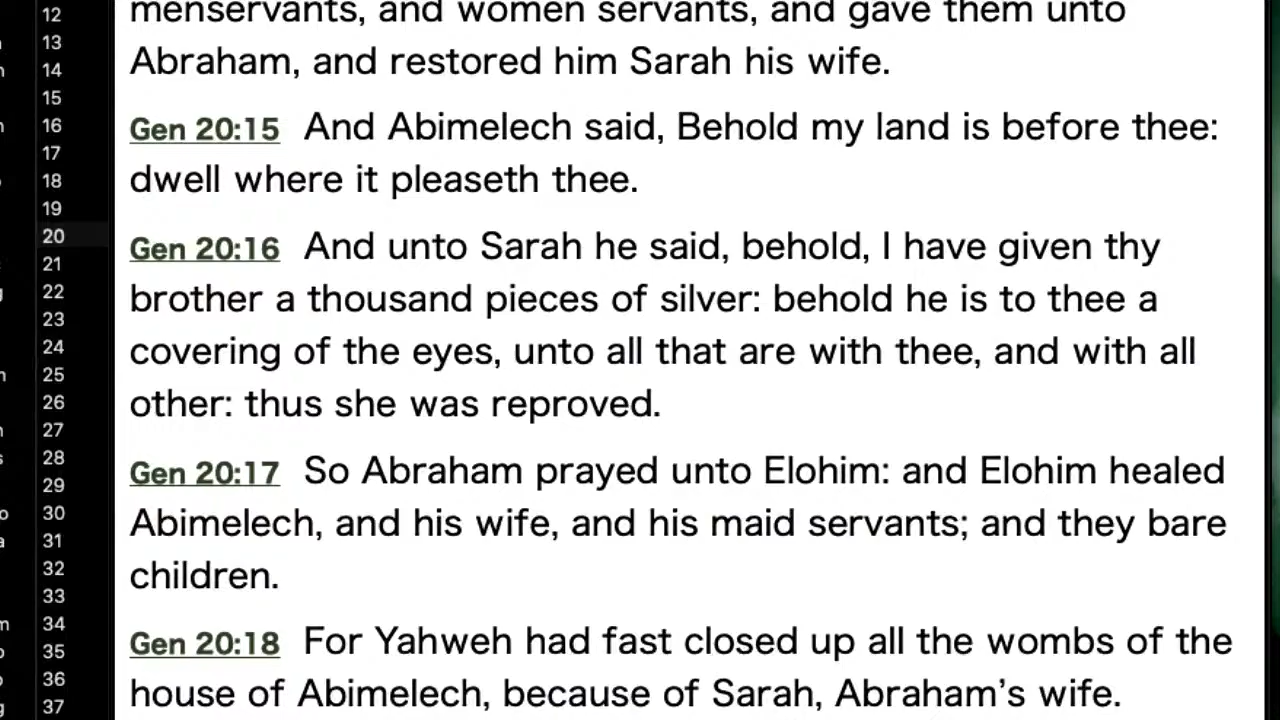 menservants, and women servants, and gave them unto
Abraham, and restored him Sarah his wife.
Gen 20:15 And Abimelech said, Behold my land is before thee:
dwell where it pleaseth thee.
Gen 20:16 And unto Sarah he said, behold, I have given thy
brother a thousand pieces of silver: behold he is to thee a
covering of the eyes, unto all that are with thee, and with all
other: thus she was reproved.
Gen 20:17 So Abraham prayed unto Elohim: and Elohim healed
Abimelech, and his wife, and his maid servants; and they bare
children.
Gen 20:18 For Yahweh had fast closed up all the wombs of the
house of Abimelech, because of Sarah, Abraham’s wife.
12
13
14
15
16
17
18
19
20
21
22
23
24
25
26
27
28
29
30
31
32
33
34
35
36
37